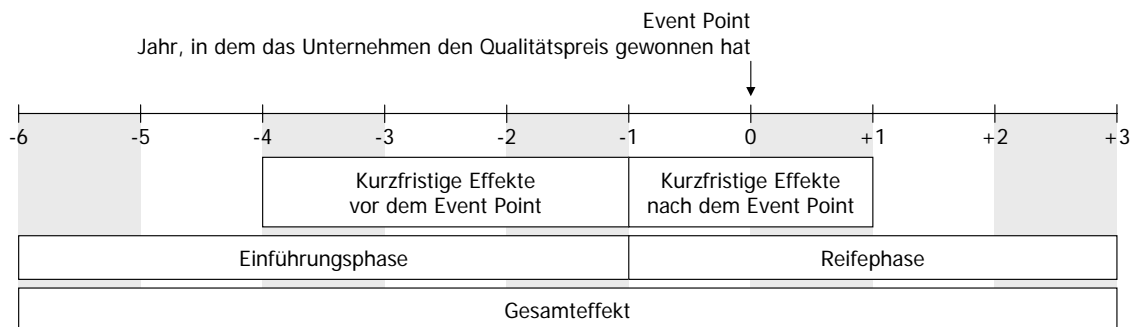 Event Point
Jahr, in dem das Unternehmen den Qualitätspreis gewonnen hat
-6 -5 -4 -3 -2 -1 0 +1 +2 +3
Kurzfristige Effekte
vor dem Event Point
Kurzfristige Effekte
nach dem Event Point
Einführungsphase
Reifephase
Gesamteffekt